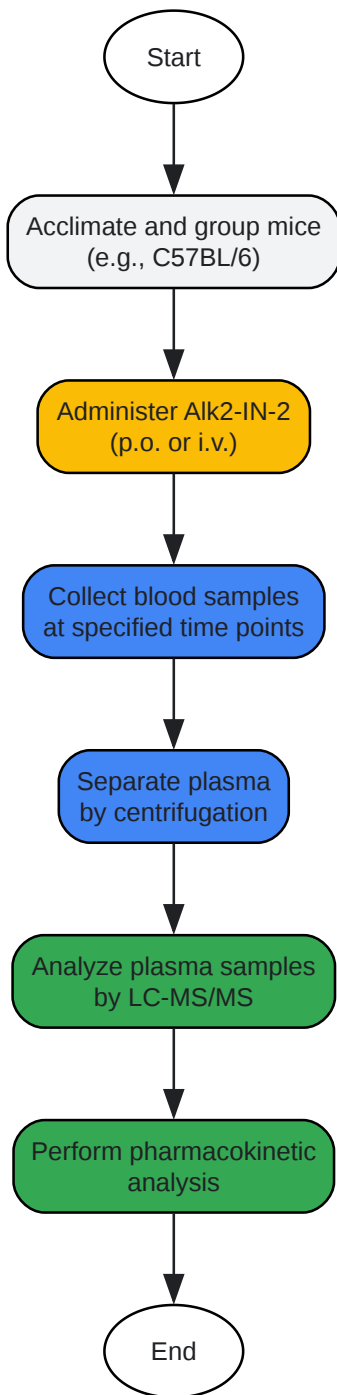 Start
Acclimate and group mice
(e.g., C57BL/6)
Administer Alk2-IN-2
(p.o. or i.v.)
Collect blood samples
at specified time points
Separate plasma
by centrifugation
Analyze plasma samples
by LC-MS/MS
Perform pharmacokinetic
analysis
End